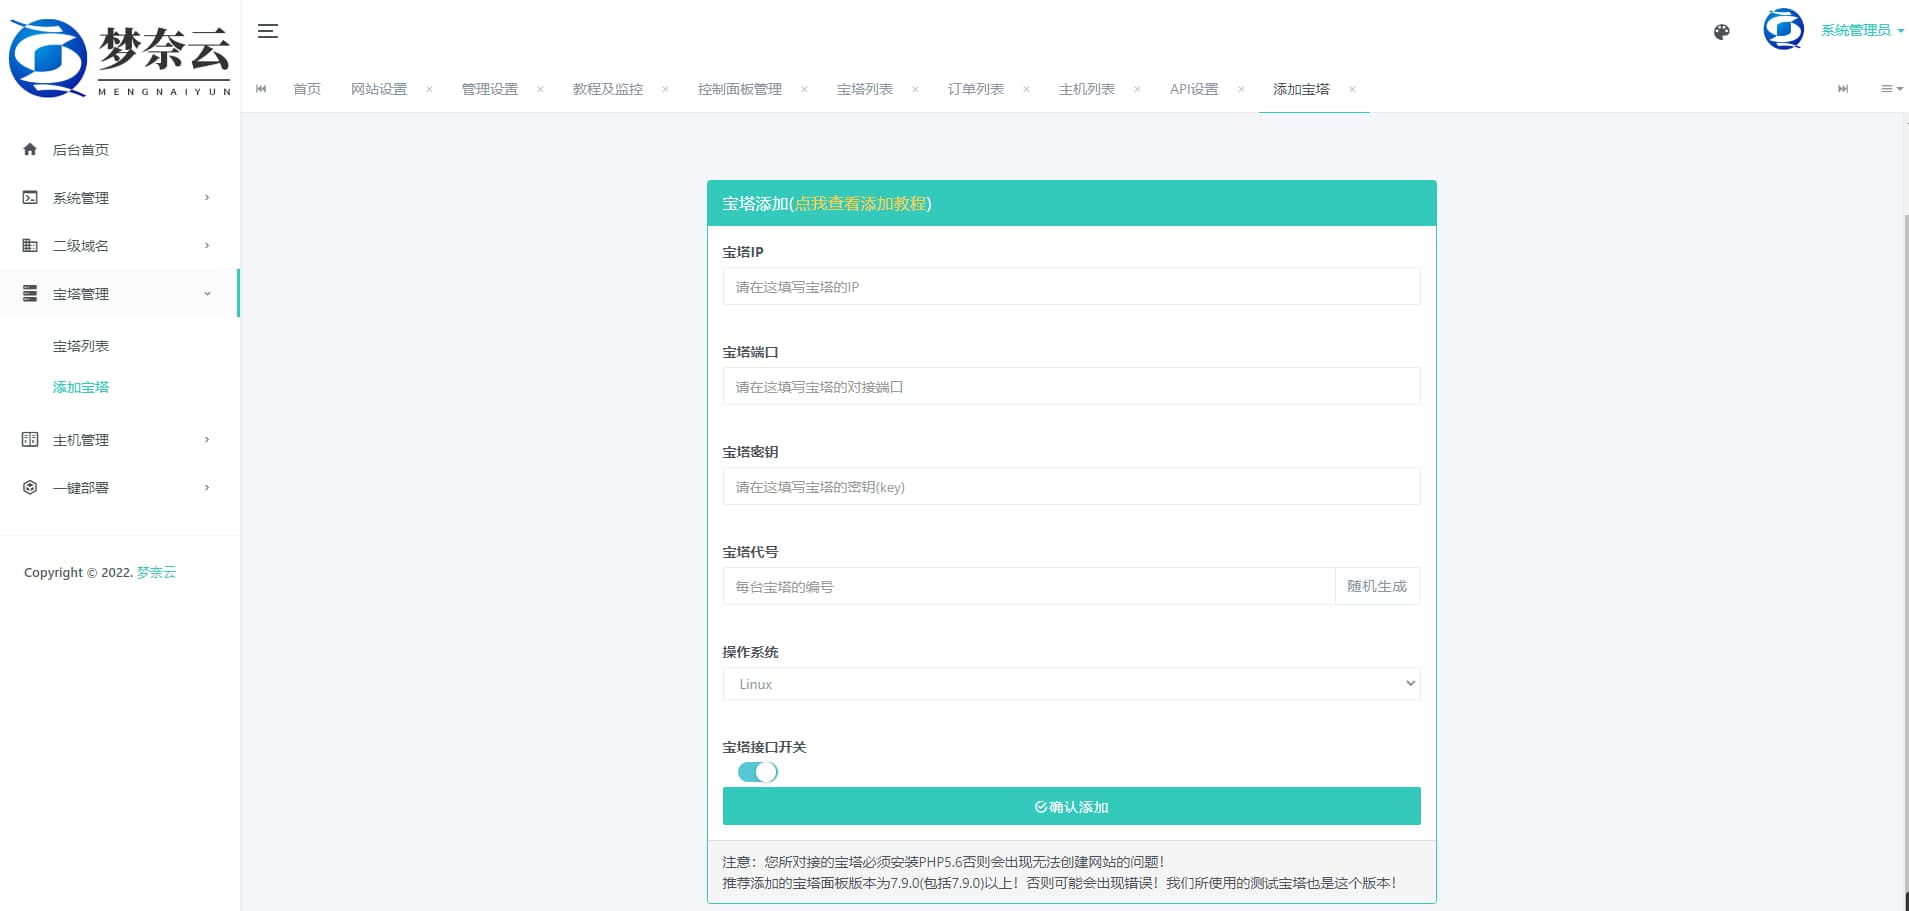 梦奈云
MENGNAIYUN
系统管理员
首页
网站设置
管理设置
教程及监控
控制面板管理
宝塔列表
订单列表
主机列表
API设置
添加宝塔
后台首页
系统管理
二级域名
宝塔管理
宝塔列表
添加宝塔
主机管理
一键部署
Copyright © 2022. 梦奈云
宝塔添加(点我查看添加教程)
宝塔IP
请在这填写宝塔的IP
宝塔端口
请在这填写宝塔的对接端口
宝塔密钥
请在这填写宝塔的密钥(key)
宝塔代号
每台宝塔的编号
随机生成
操作系统
Linux
宝塔接口开关
确认添加
注意：您所对接的宝塔必须安装PHP5.6否则会出现无法创建网站的问题！
推荐添加的宝塔面板版本为7.9.0(包括7.9.0)以上！否则可能会出现错误！我们所使用的测试宝塔也是这个版本！